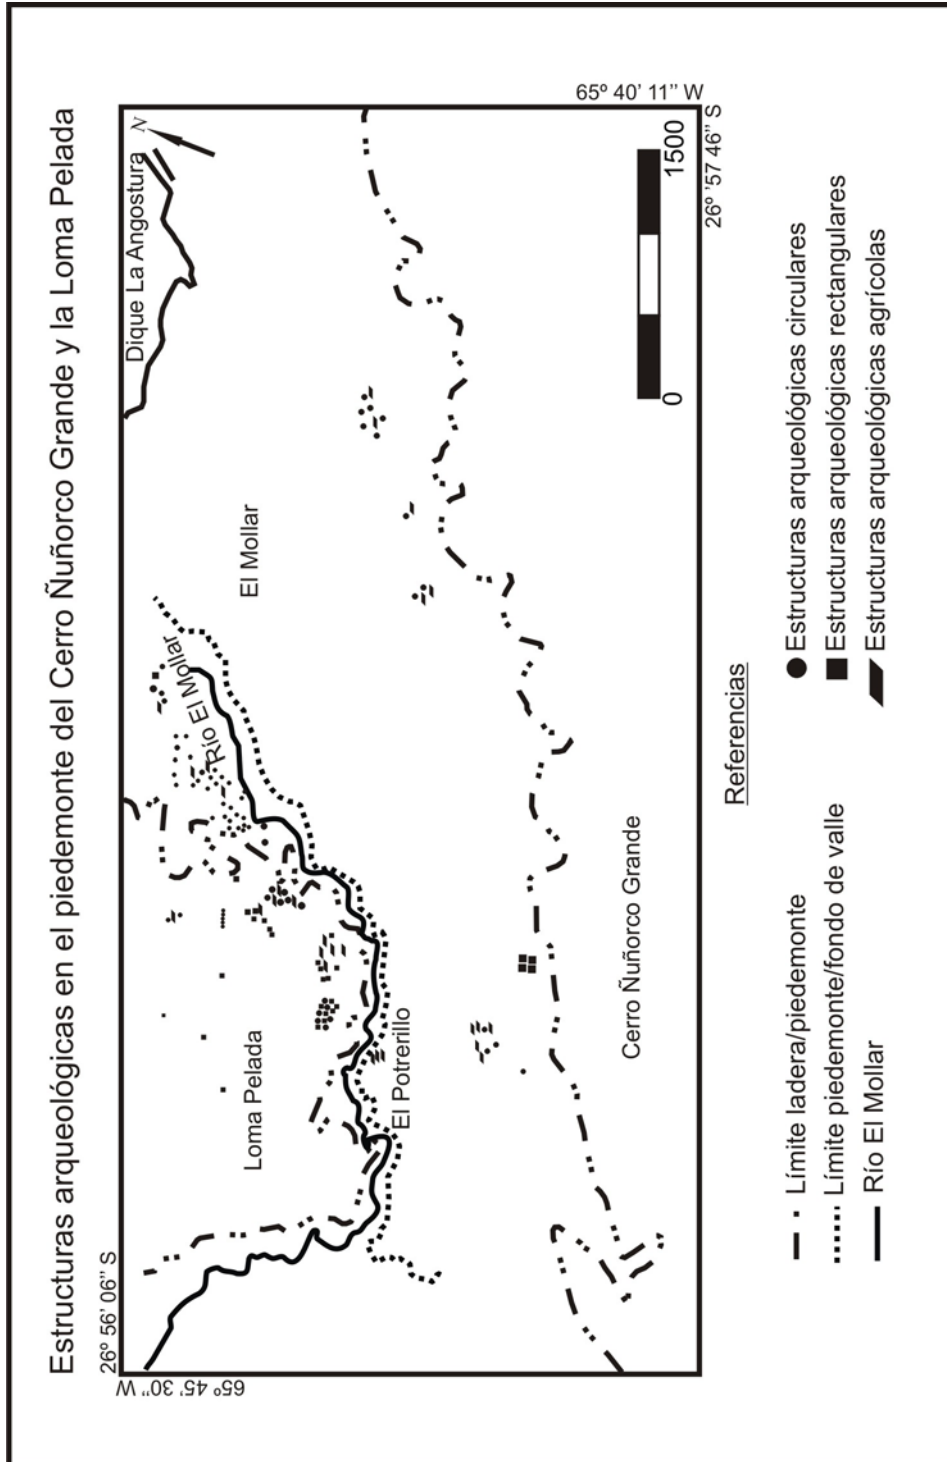 Estructuras arqueológicas en el piedemonte del Cerro Ñuñorco Grande y la Loma Pelada
26º 56' 06'' S
65º 45' 30'' W
Dique La Angostura
N
El Mollar
Río El Mollar
Loma Pelada
El Potrerillo
Cerro Ñuñorco Grande
65º 40' 11'' W
26º '57 46'' S
0
1500
Referencias
Límite ladera/piedemonte
Límite piedemonte/fondo de valle
Río El Mollar
Estructuras arqueológicas circulares
Estructuras arqueológicas rectangulares
Estructuras arqueológicas agrícolas